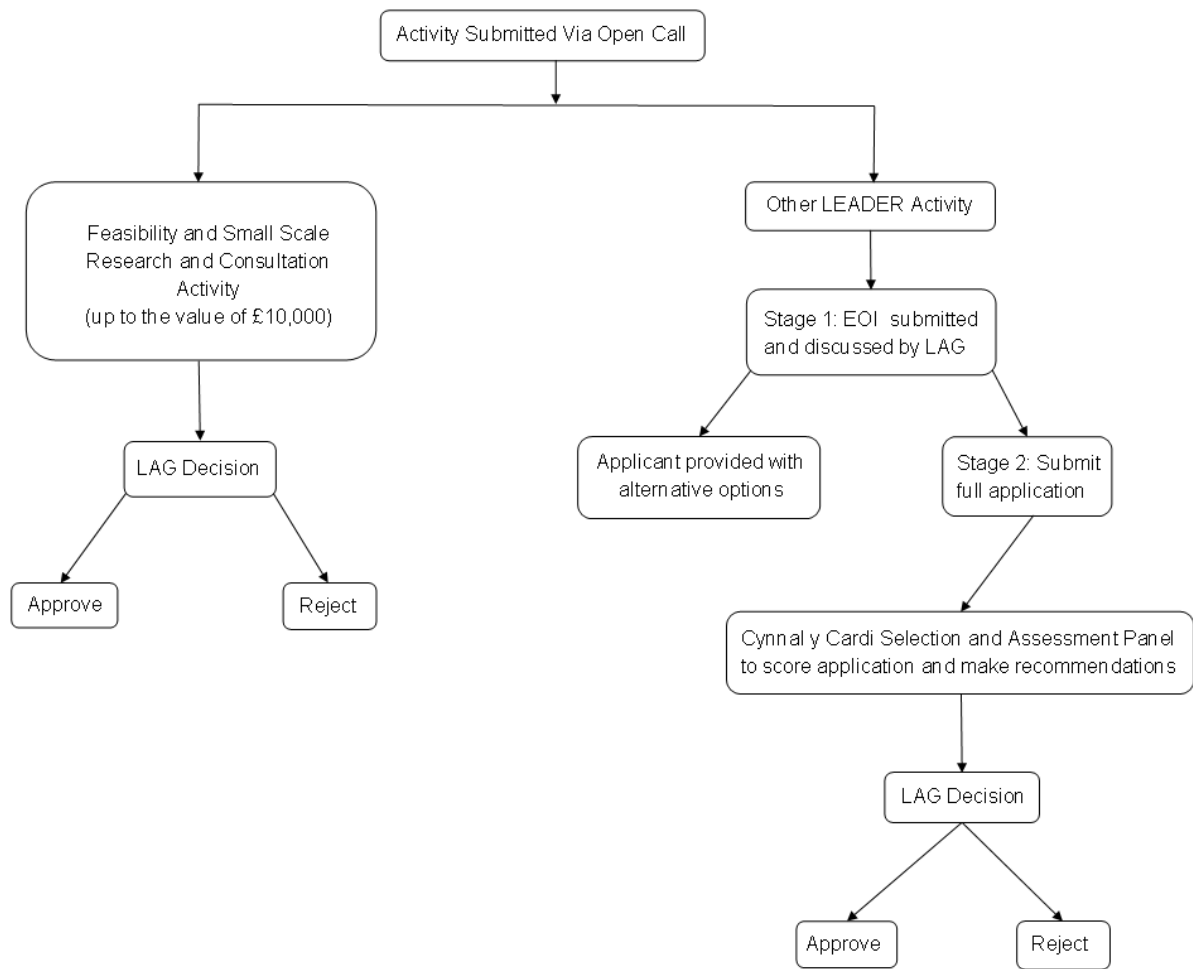 Activity Submitted Via Open Call
Feasibility and Small Scale
Research and Consultation
Activity
(up to the value of £10,000)
Other LEADER Activity
Stage 1: EOI submitted
and discussed by LAG
LAG Decision
Applicant provided with
alternative options
Stage 2: Submit
full application
Approve
Reject
Cynnal y Cardi Selection and Assessment Panel
to score application and make recommendations
LAG Decision
Approve
Reject